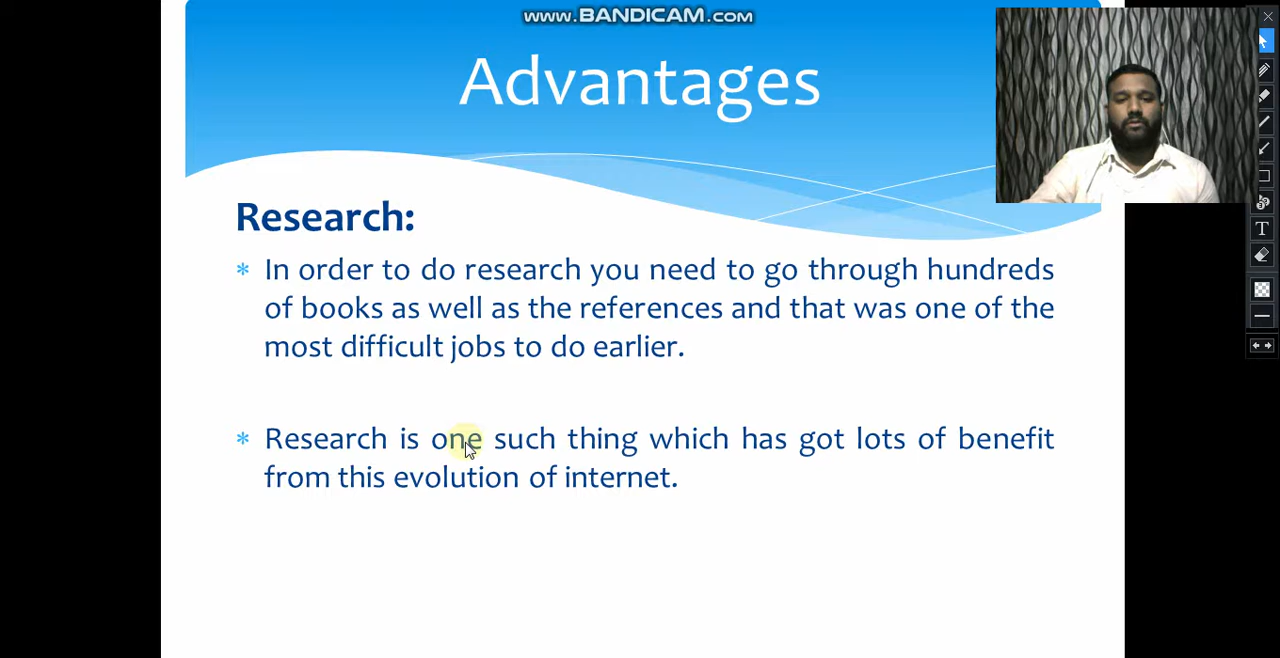 www.BANDICAM.com
Advantages
Research:
* In order to do research you need to go through hundreds
of books as well as the references and that was one of the
most difficult jobs to do earlier.
* Research is one such thing which has got lots of benefit
from this evolution of internet.
T